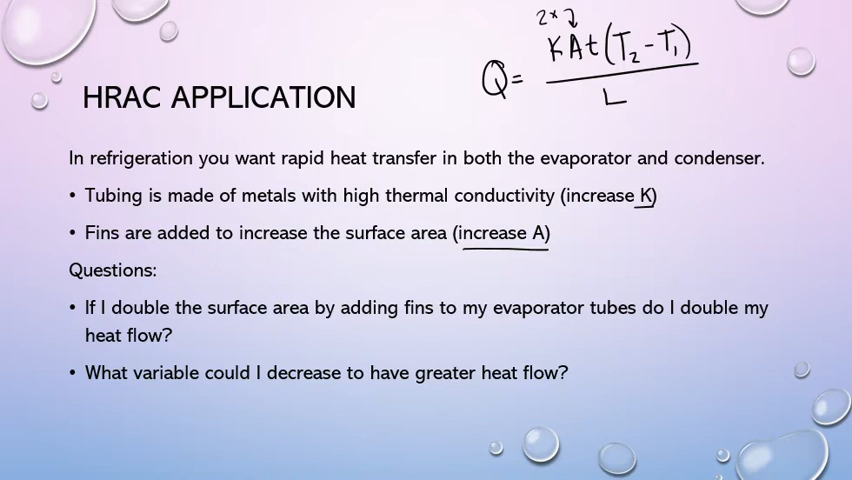 2x
Q = KAt(T₂ - T₁)
L
HRAC APPLICATION
In refrigeration you want rapid heat transfer in both the evaporator and condenser.
• Tubing is made of metals with high thermal conductivity (increase K)
• Fins are added to increase the surface area (increase A)
Questions:
• If I double the surface area by adding fins to my evaporator tubes do I double my
heat flow?
• What variable could I decrease to have greater heat flow?